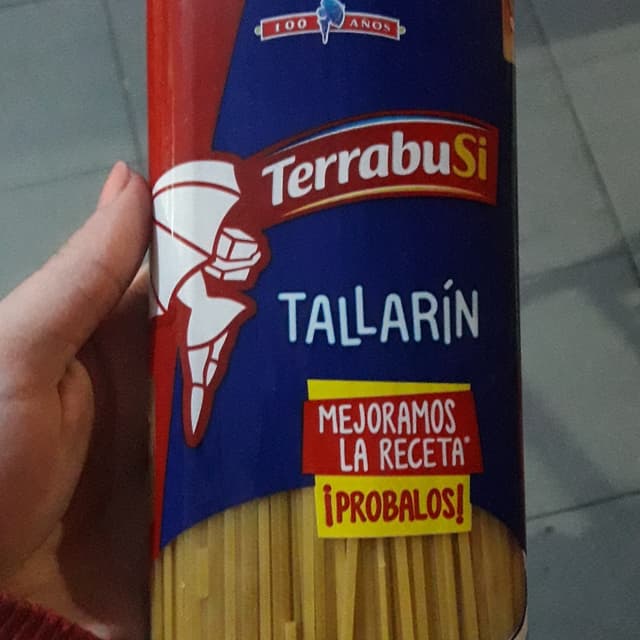 100 AÑOS
TerrabuSi
TALLARÍN
MEJORAMOS
LA RECETA*
¡PROBALOS!